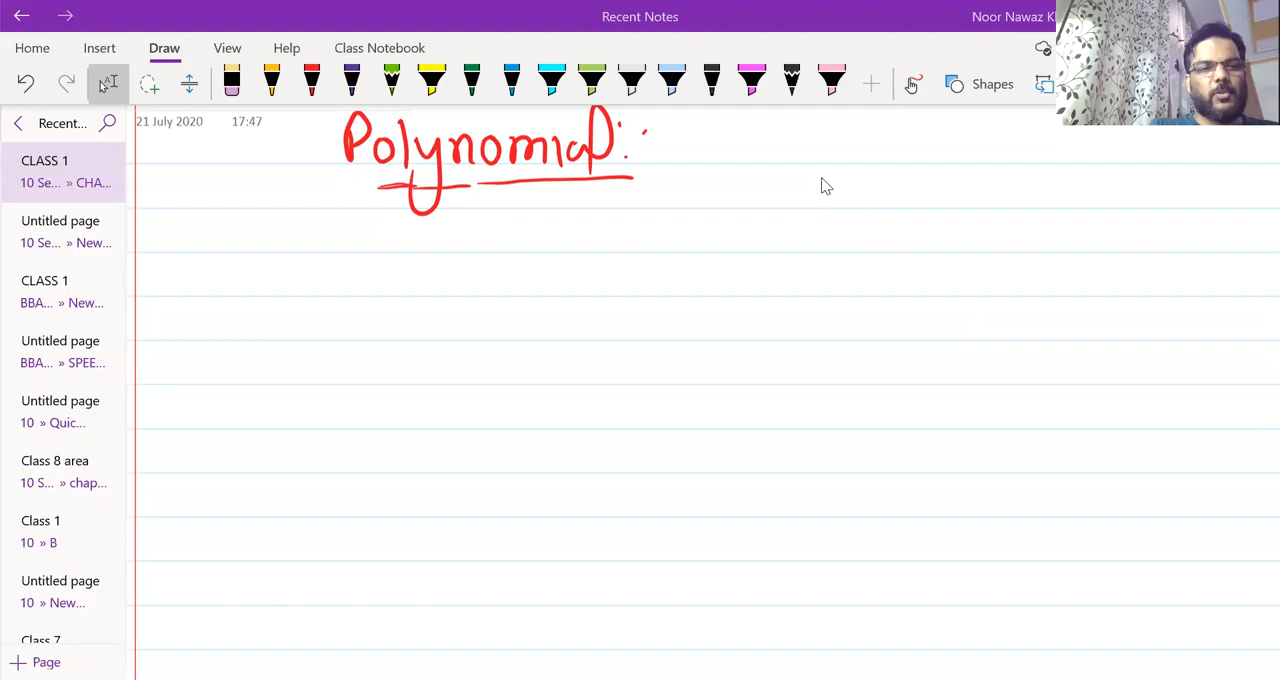 Recent Notes
Noor Nawaz K
Home Insert Draw View Help Class Notebook
Shapes
Recent...
CLASS 1
10 Se... » CHA...
Untitled page
10 Se... » New...
CLASS 1
BBA... » New...
Untitled page
BBA... » SPEE...
Untitled page
10 » Quic...
Class 8 area
10 S... » chap...
Class 1
10 » B
Untitled page
10 » New...
Class 7
+ Page
21 July 2020 17:47
Polynomial: